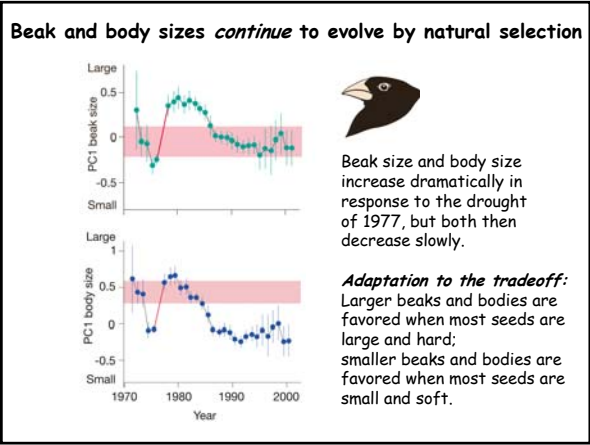 Beak and body sizes continue to evolve by natural selection
Large
0.5
0
-0.5
Small
PC1 beak size
Large
1
0.5
0
-0.5
Small
PC1 body size
1970
1980
1990
2000
Year
Beak size and body size
increase dramatically in
response to the drought
of 1977, but both then
decrease slowly.
Adaptation to the tradeoff:
Larger beaks and bodies are
favored when most seeds are
large and hard;
smaller beaks and bodies are
favored when most seeds are
small and soft.